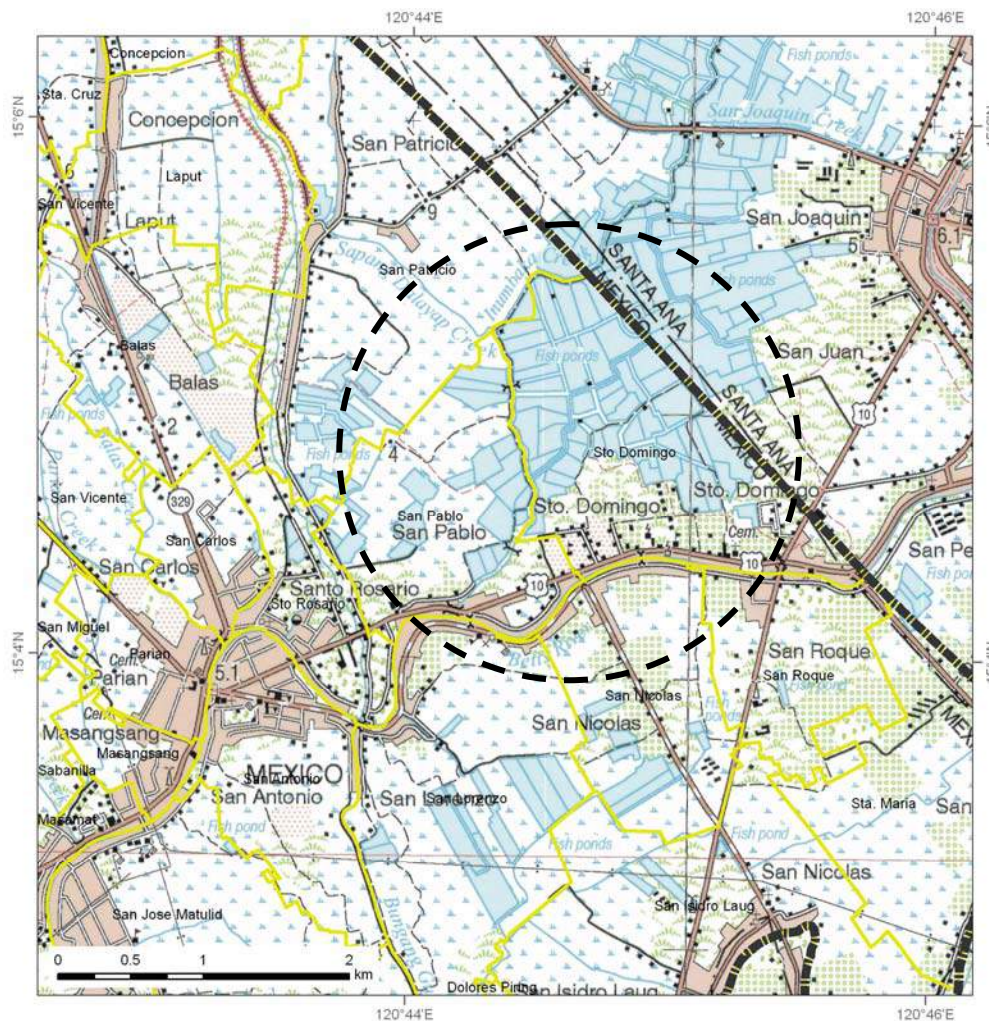 120°44'E
120°46'E
Concepcion
Fish ponds
Sta. Cruz
15°6'N
Concepcion
San Patricio
San Joaquin Creek
Laput
San Vicente
Laput
9
San Joaquin
5
6.1
San Patricio
SANTA ANA
MEXICO
Fish ponds
Balas
Fish ponds
San Juan
Balas
10
Fish ponds
2
SANTA ANA
MEXICO
Fish ponds
4
Sto Domingo
San Vicente
329
San Pablo
Sto. Domingo
Sto. Domingo
San Carlos
San Pablo
Cem.
San Carlos
10
10
Santo Rosario
Sto Rosario
San Miguel
15°4'N
Parian
Cem.
Parian
5.1
San Roque
San Roque
San Nicolas
Cem.
Masangsang
Masangsang
San Nicolas
Sabanilla
MEXICO
San Antonio
San Antonio
San Lorenzo
Sta. Maria
Masamat
Fish pond
Fish ponds
Fish pond
San Nicolas
San Jose Matulid
San Isidro Laug
0 0.5 1 2
km
Dolores Piring
San Isidro Laug
120°44'E
120°46'E